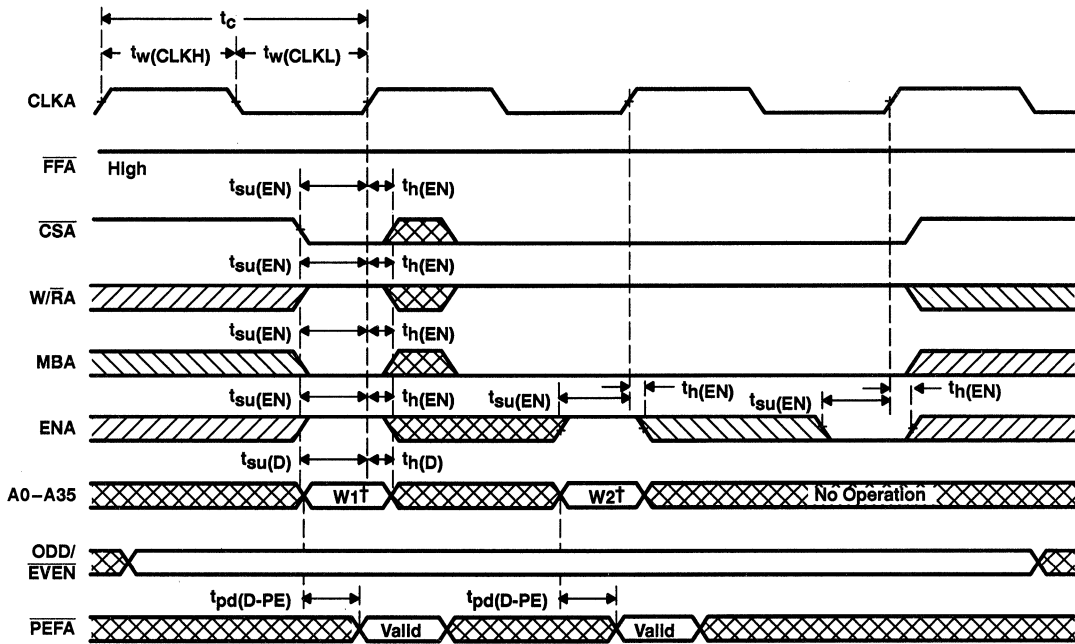 tc
tw(CLKH) tw(CLKL)
CLKA
FFA High
tsu(EN) th(EN)
CSA
tsu(EN) th(EN)
W/RA
tsu(EN) th(EN)
MBA
tsu(EN) th(EN) tsu(EN) th(EN) tsu(EN) th(EN)
ENA
tsu(D) th(D)
A0–A35 W1† W2† No Operation
ODD/
EVEN
tpd(D-PE) tpd(D-PE)
PEFA Valid Valid